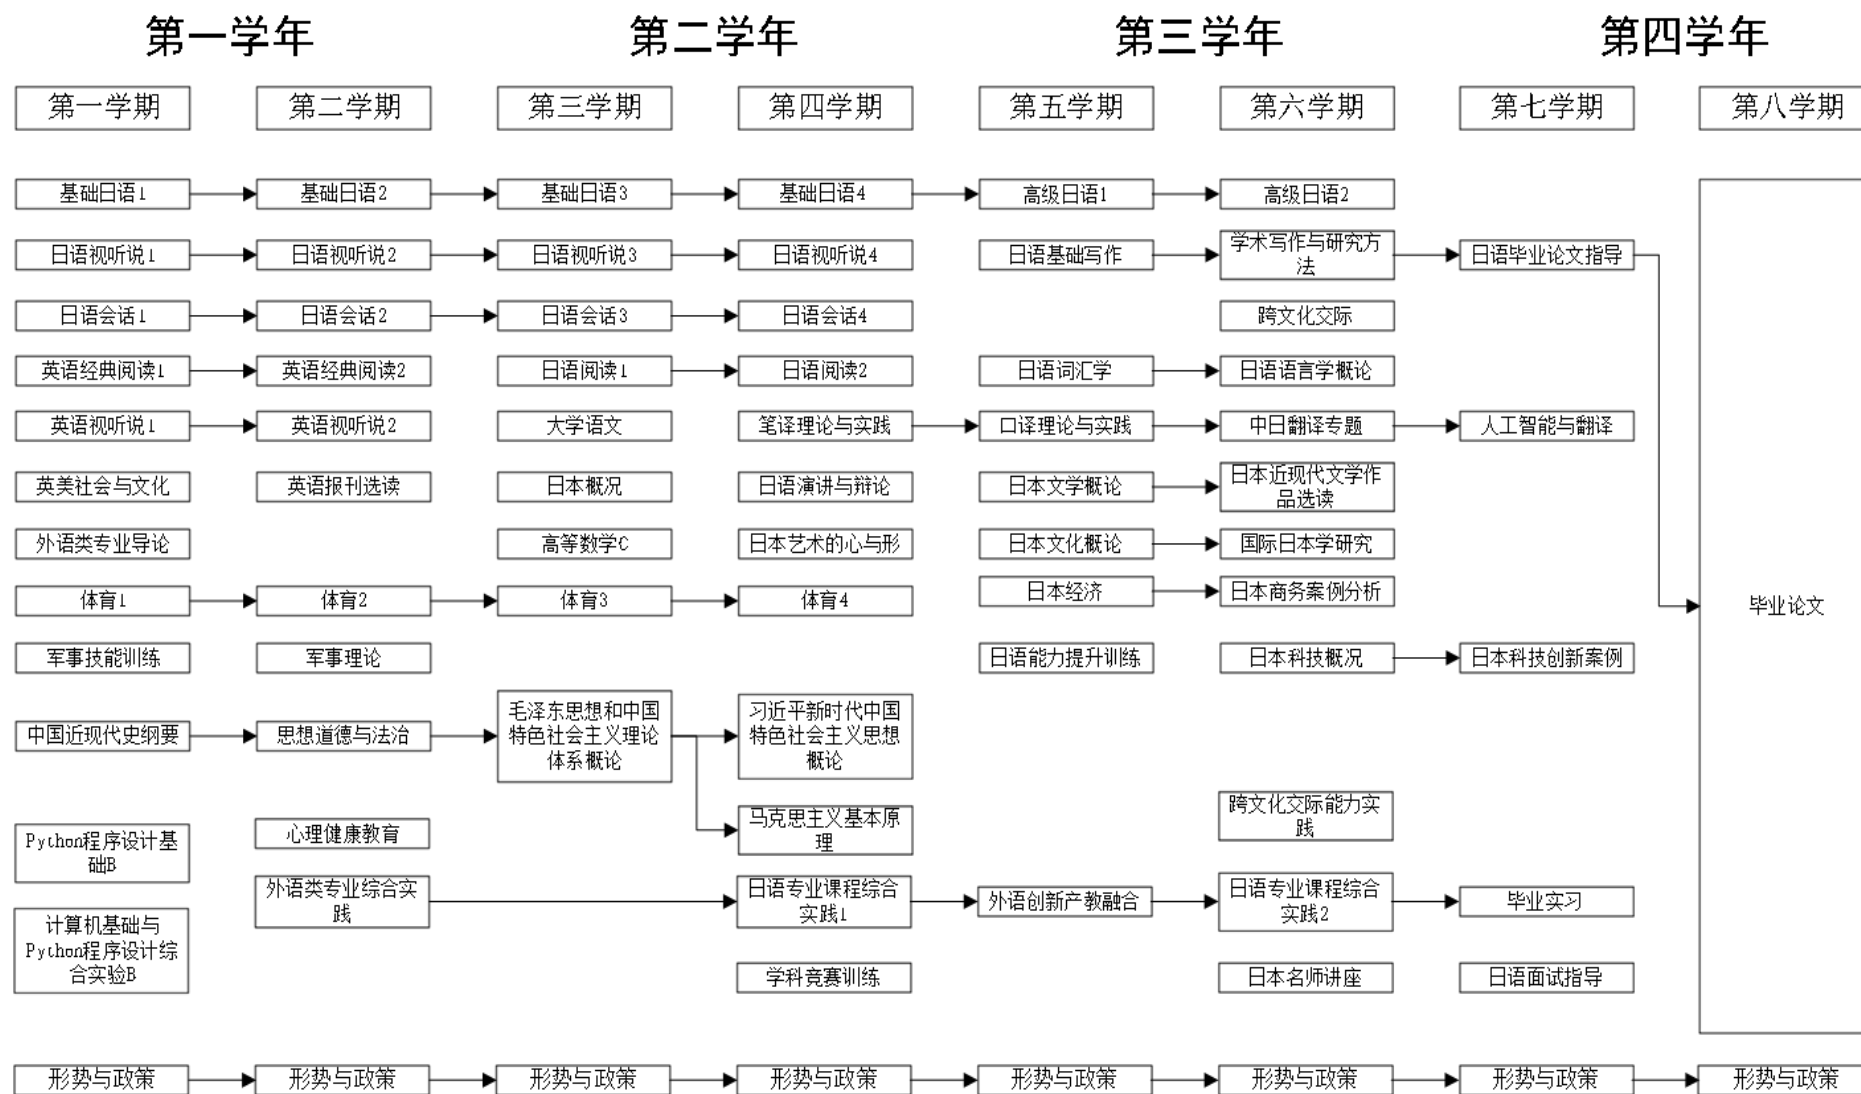 第一学年 第二学年 第三学年 第四学年
第一学期 第二学期 第三学期 第四学期 第五学期 第六学期 第七学期 第八学期
基础日语1 基础日语2 基础日语3 基础日语4 高级日语1 高级日语2
日语视听说1 日语视听说2 日语视听说3 日语视听说4 日语基础写作 学术写作与研究方
法 日语毕业论文指导
日语会话1 日语会话2 日语会话3 日语会话4 跨文化交际
英语经典阅读1 英语经典阅读2 日语阅读1 日语阅读2 日语词汇学 日语语言学概论
英语视听说1 英语视听说2 大学语文 笔译理论与实践 口译理论与实践 中日翻译专题 人工智能与翻译
英美社会与文化 英语报刊选读 日本概况 日语演讲与辩论 日本文学概论 日本近现代文学作
品选读
外语类专业导论 高等数学C 日本艺术的心与形 日本文化概论 国际日本学研究
体育1 体育2 体育3 体育4 日本经济 日本商务案例分析
毕业论文
军事技能训练 军事理论 日语能力提升训练 日本科技概况 日本科技创新案例
中国近现代史纲要 思想道德与法治 毛泽东思想和中国
特色社会主义理论
体系概论 习近平新时代中国
特色社会主义思想
概论
马克思主义基本原
理 跨文化交际能力实
践
Python程序设计基
础B 心理健康教育
外语类专业综合实
践 日语专业课程综合
实践1 外语创新产教融合 日语专业课程综合
实践2 毕业实习
计算机基础与
Python程序设计综
合实验B
学科竞赛训练 日本名师讲座 日语面试指导
形势与政策 形势与政策 形势与政策 形势与政策 形势与政策 形势与政策 形势与政策 形势与政策